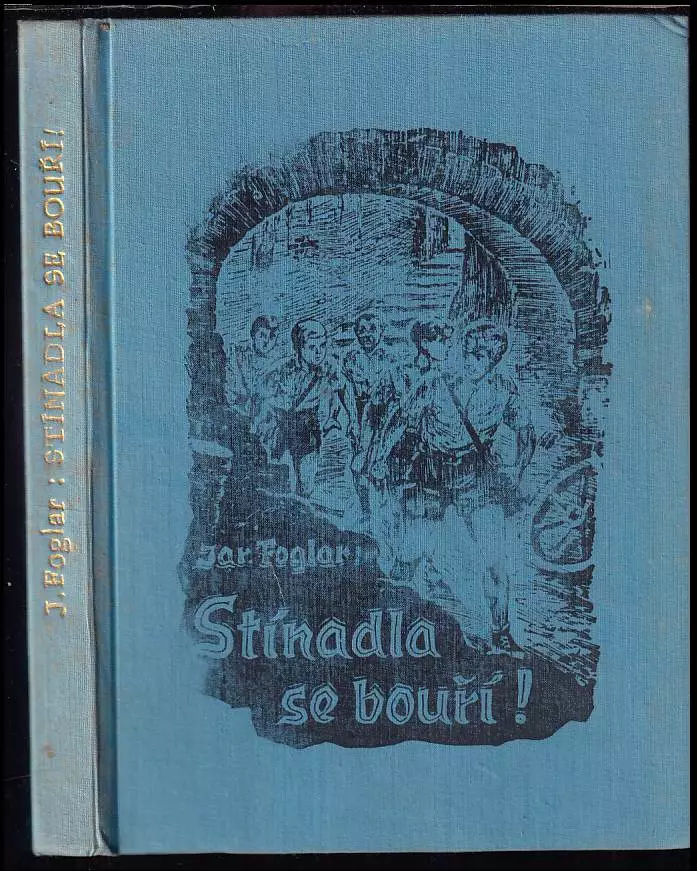 J. Foglar : STÍNADLA SE BOUŘÍ!
Jar. Foglar:
Stínadla
se bouří!